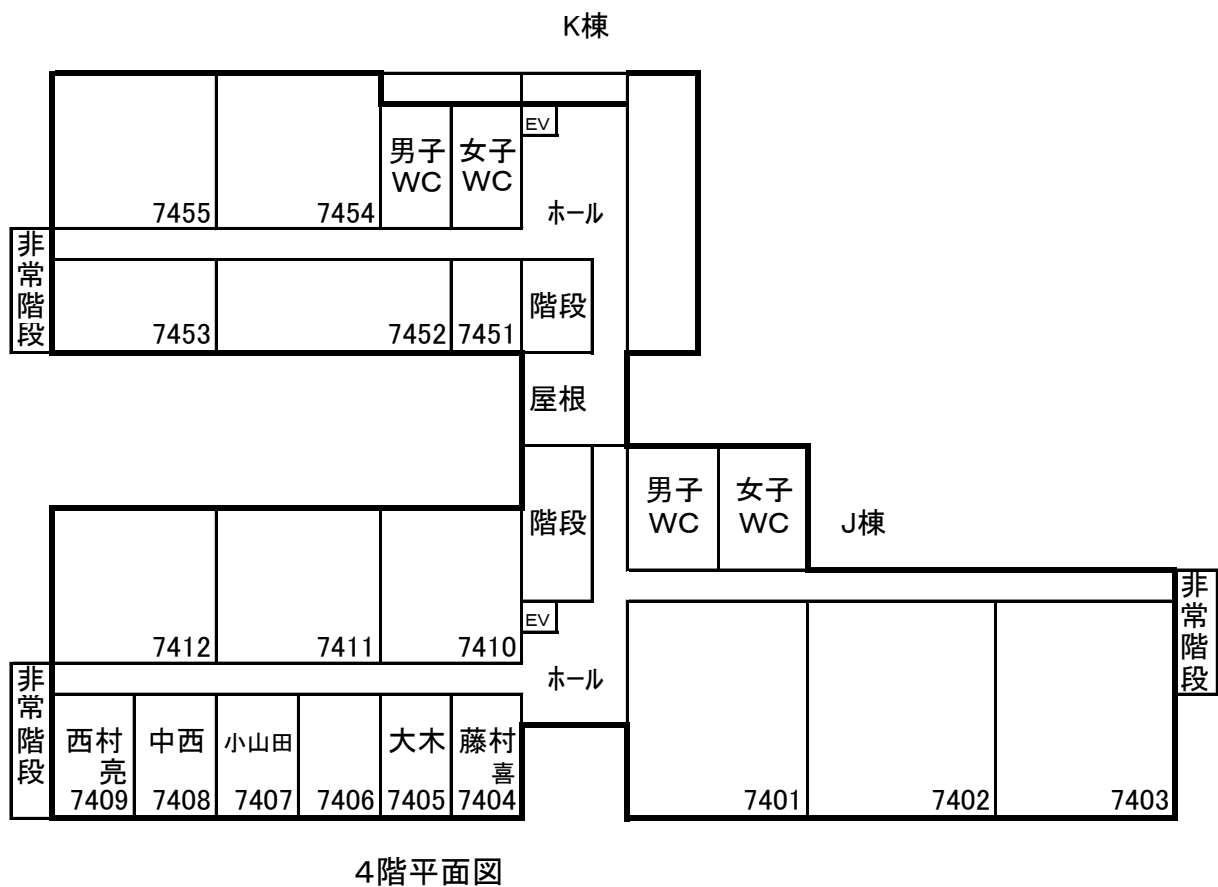 K棟
EV
男子
WC
女子
WC
7455
7454
ホール
非常階段
7453
7452
7451
階段
屋根
男子
WC
女子
WC
階段
J棟
非常階段
EV
7412
7411
7410
ホール
非常階段
西村
亮
7409
中西
7408
小山田
7407
7406
大木
7405
藤村
喜
7404
7401
7402
7403
4階平面図